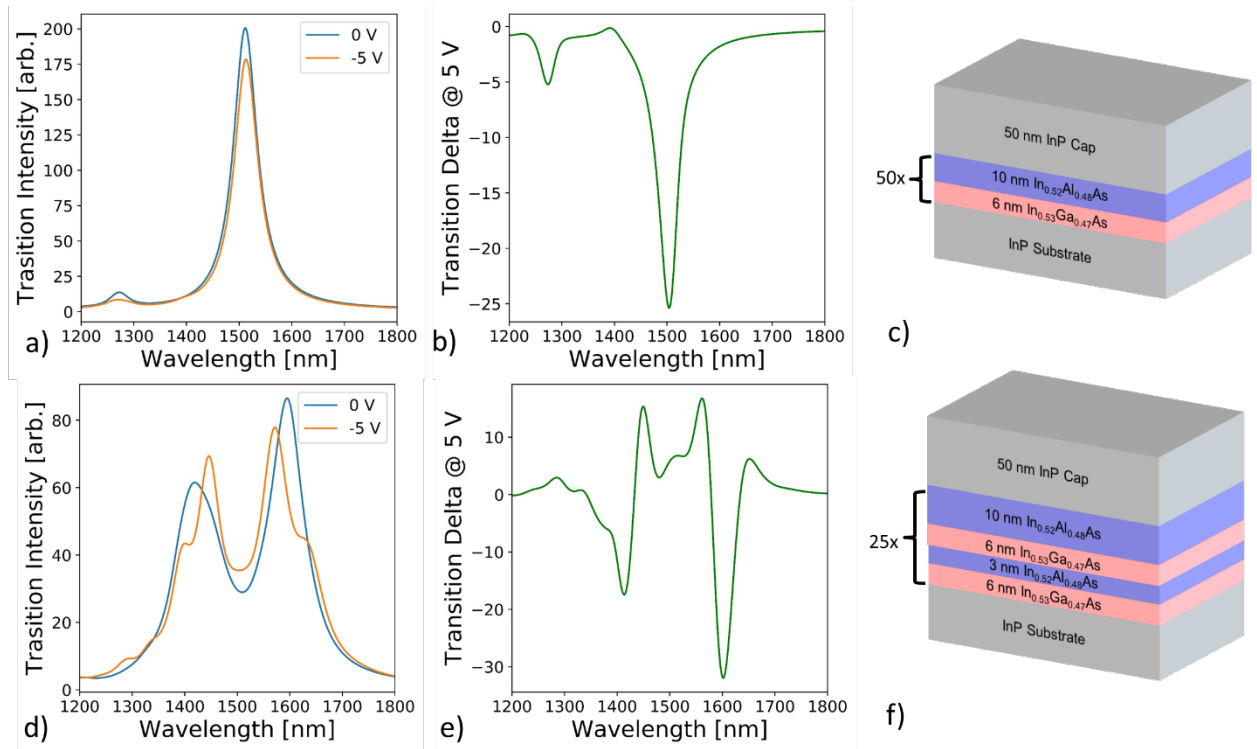 Trasition Intensity [arb.]
200
175
150
125
100
75
50
25
0
0 V
-5 V
1200 1300 1400 1500 1600 1700 1800
Wavelength [nm]
a)
Transition Delta @ 5 V
0
−5
−10
−15
−20
−25
1200 1300 1400 1500 1600 1700 1800
Wavelength [nm]
b)
50x
50 nm InP Cap
10 nm In0.52Al0.48As
6 nm In0.53Ga0.47As
InP Substrate
c)
Trasition Intensity [arb.]
80
60
40
20
0
0 V
-5 V
1200 1300 1400 1500 1600 1700 1800
Wavelength [nm]
d)
Transition Delta @ 5 V
10
0
−10
−20
−30
1200 1300 1400 1500 1600 1700 1800
Wavelength [nm]
e)
25x
50 nm InP Cap
10 nm In0.52Al0.48As
6 nm In0.53Ga0.47As
3 nm In0.52Al0.48As
6 nm In0.53Ga0.47As
InP Substrate
f)